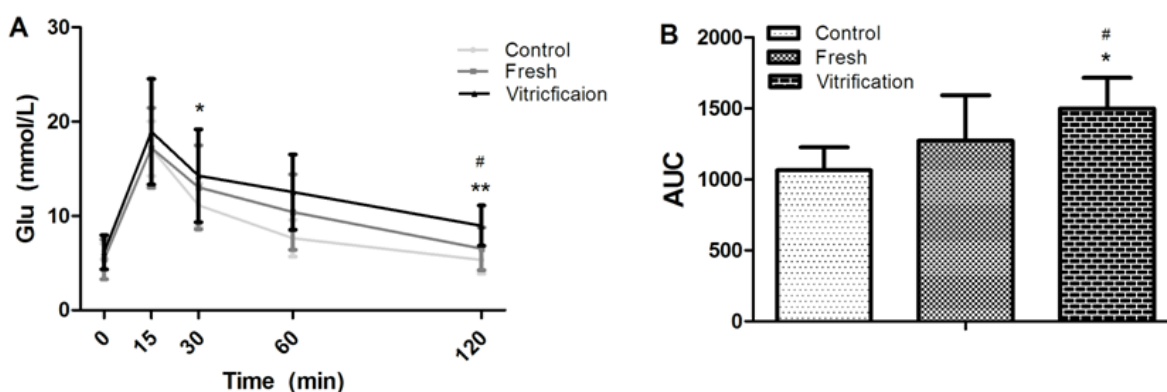 A
Glu (mmol/L)
30
20
10
0
Control
Fresh
Vitricficaion
*
#
**
0 15 30 60 120
Time (min)
B
AUC
2000
1500
1000
500
0
Control
Fresh
Vitrification
#
*